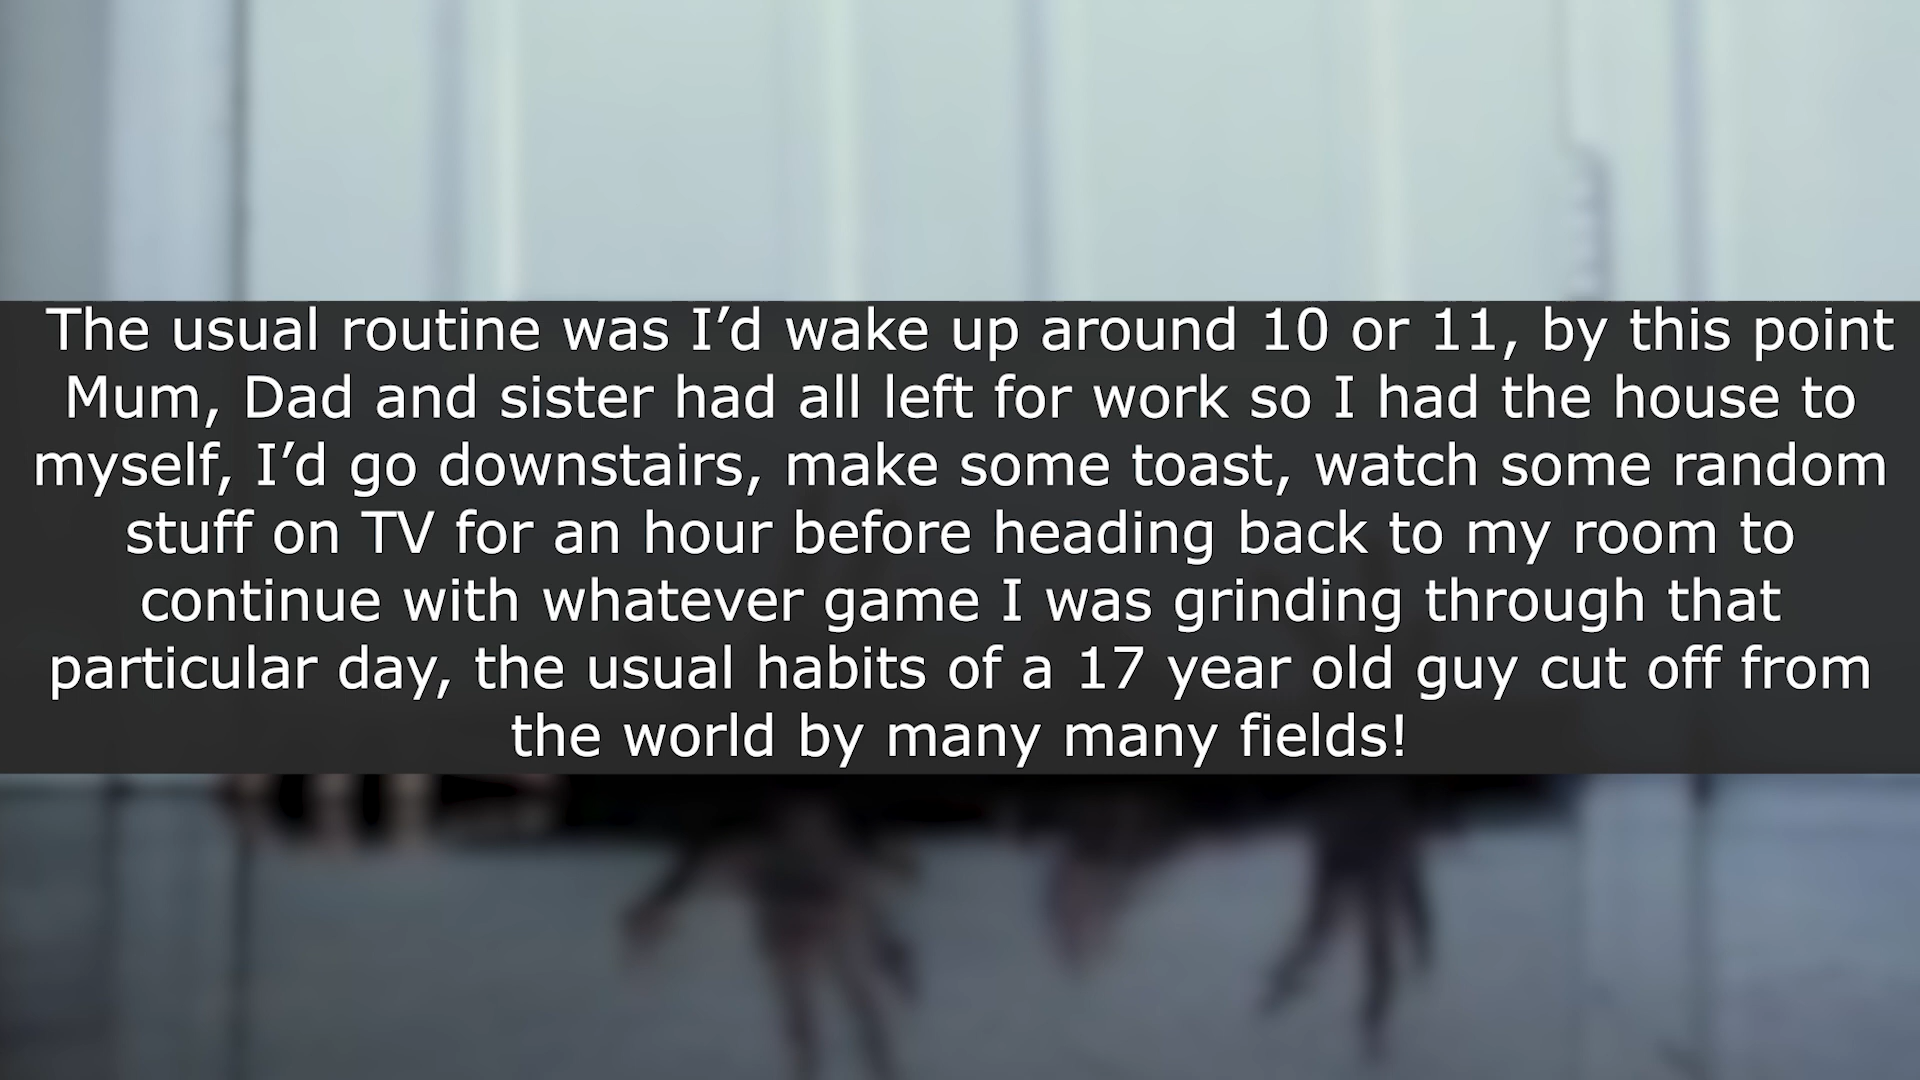 The usual routine was I’d wake up around 10 or 11, by this point
Mum, Dad and sister had all left for work so I had the house to
myself, I’d go downstairs, make some toast, watch some random
stuff on TV for an hour before heading back to my room to
continue with whatever game I was grinding through that
particular day, the usual habits of a 17 year old guy cut off from
the world by many many fields!